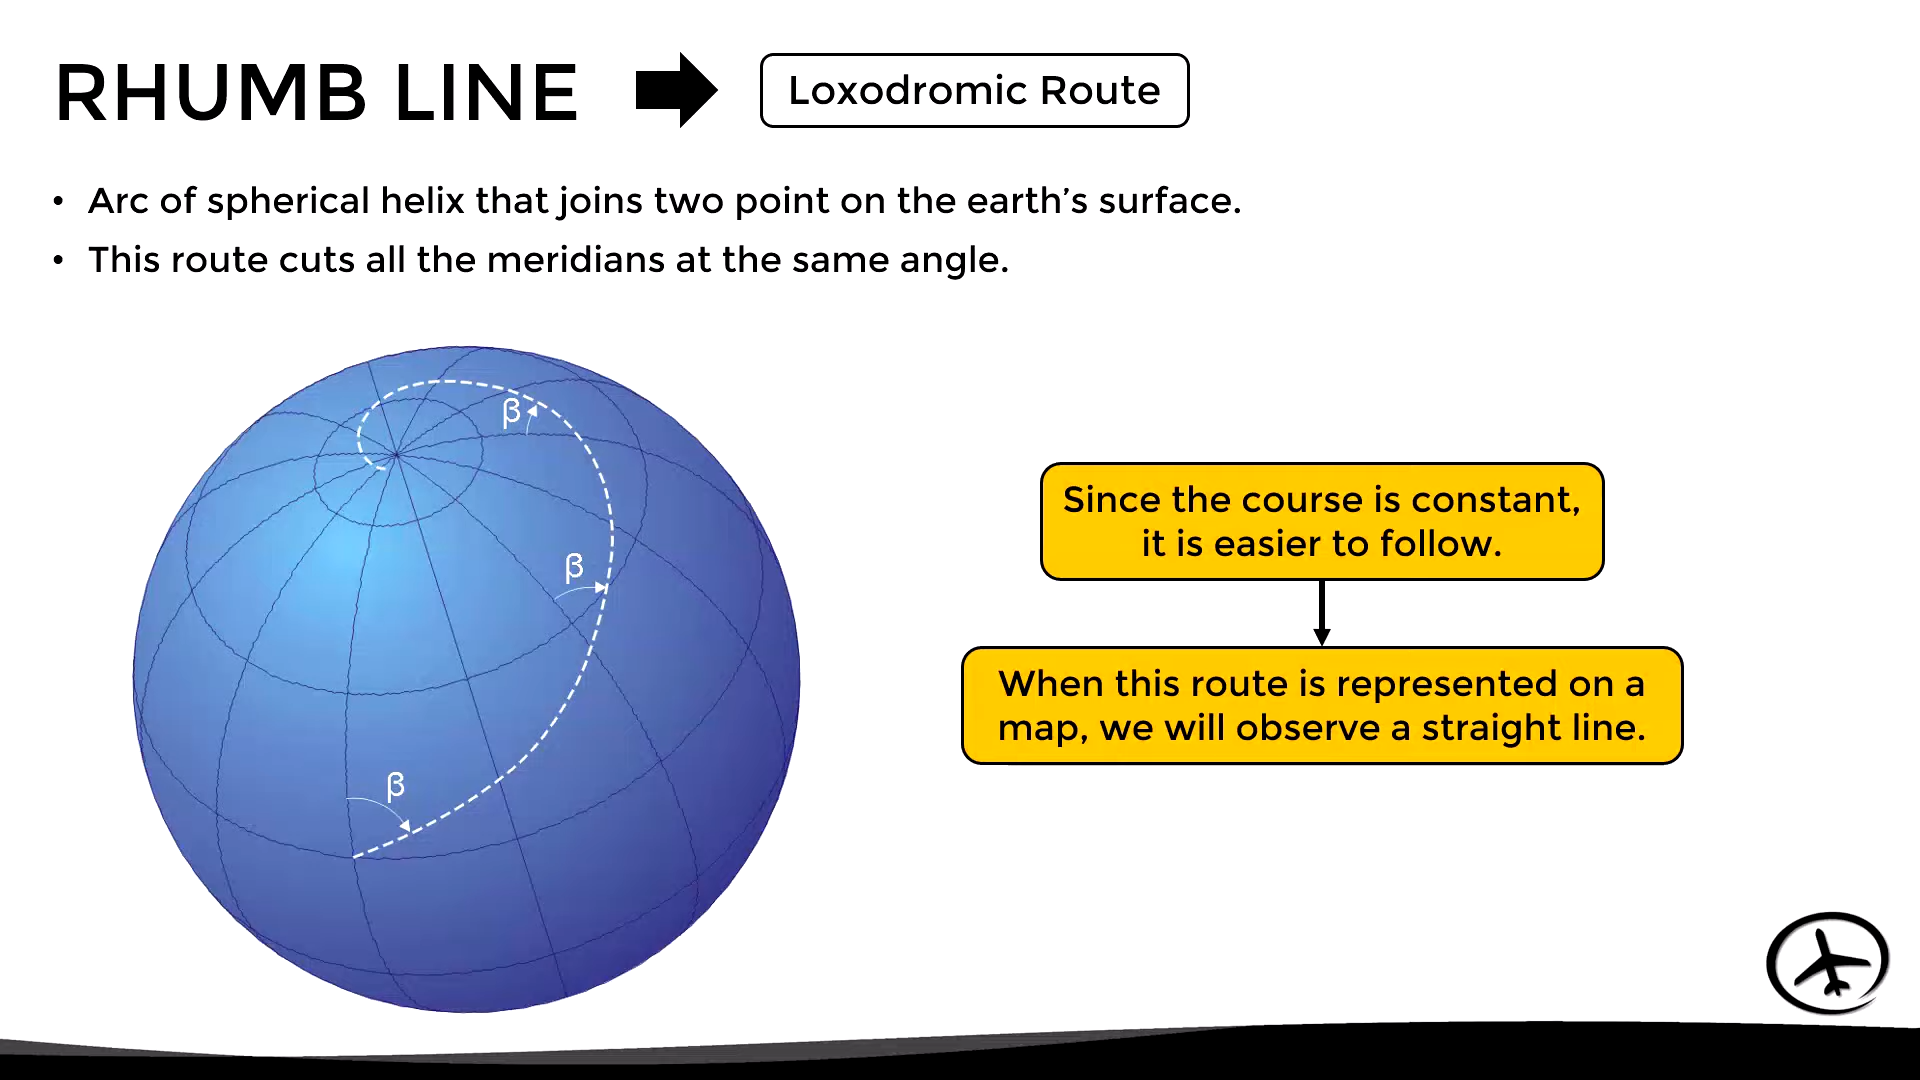 RHUMB LINE
Loxodromic Route
• Arc of spherical helix that joins two point on the earth’s surface.
• This route cuts all the meridians at the same angle.
β
β
β
Since the course is constant,
it is easier to follow.
When this route is represented on a
map, we will observe a straight line.